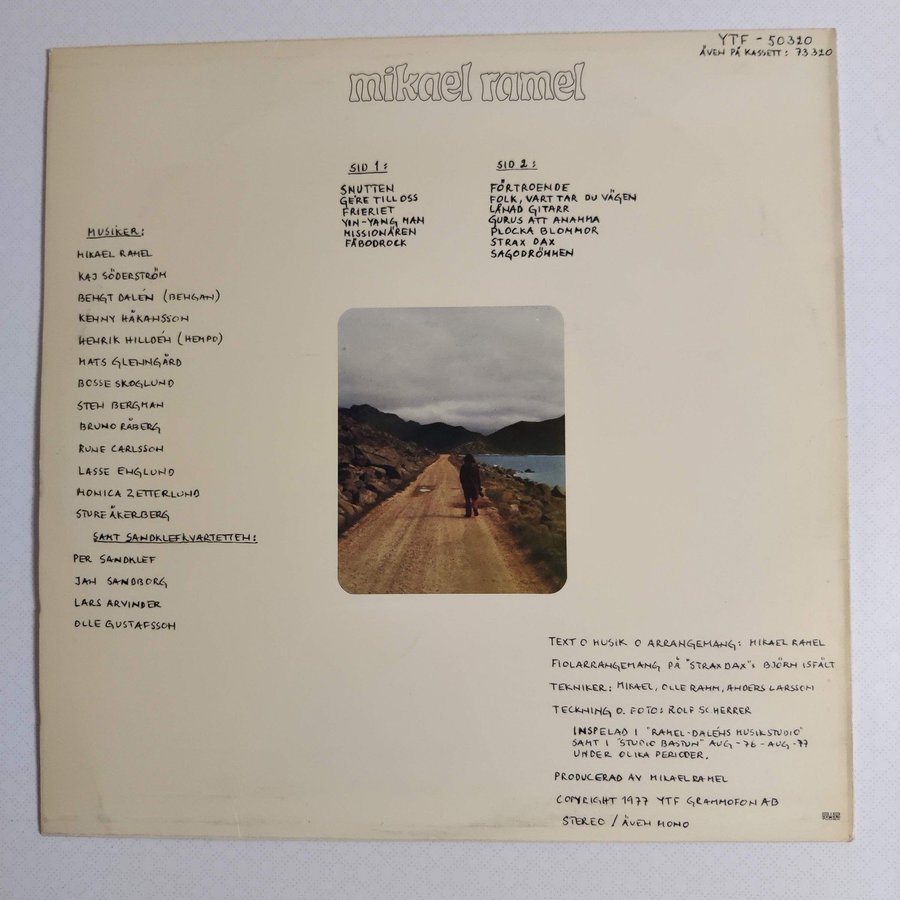 YTF - 50320
ÄVEN PÅ KASSETT: 73320
mikael ramel
SID 1:
SNUTTEN
GE'RE TILL OSS
FRIERIET
YIN-YANG MAN
MISSIONÄREN
FÄBODROCK
SID 2:
FÖRTROENDE
FOLK, VART TAR DU VÄGEN
LÅNAD GITARR
GURUS ATT ANAMMA
PLOCKA BLOMMOR
STRAX DAX
SAGODRÖMMEN
MUSIKER:
MIKAEL RAMEL
KAJ SÖDERSTRÖM
BENGT DALÉN (BENGAN)
KENNY HÅKANSSON
HENRIK HILLDÉN (HEMPO)
MATS GLENNGÅRD
BOSSE SKOGLUND
STEN BERGMAN
BRUNO RÅBERG
RUNE CARLSSON
LASSE ENGLUND
MONICA ZETTERLUND
STURE ÅKERBERG
SAMT SANDKLEFKVARTETTEN:
PER SANDKLEF
JAN SANDBORG
LARS ARVINDER
OLLE GUSTAFSSON
TEXT O MUSIK O ARRANGEMANG: MIKAEL RAMEL
FIOLARRANGEMANG PÅ "STRAX DAX": BJÖRN ISFÄLT
TEKNIKER: MIKAEL, OLLE RAMM, ANDERS LARSSON
TECKNING O. FOTO: ROLF SCHERRER
INSPELAD I "RAMEL-DALÉNS MUSIKSTUDIO"
SAMT I "STUDIO BASTUN" AUG -76 - AUG -77
UNDER OLIKA PERIODER.
PRODUCERAD AV MIKAEL RAMEL
COPYRIGHT 1977 YTF GRAMMOFON AB
STEREO / ÄVEN MONO